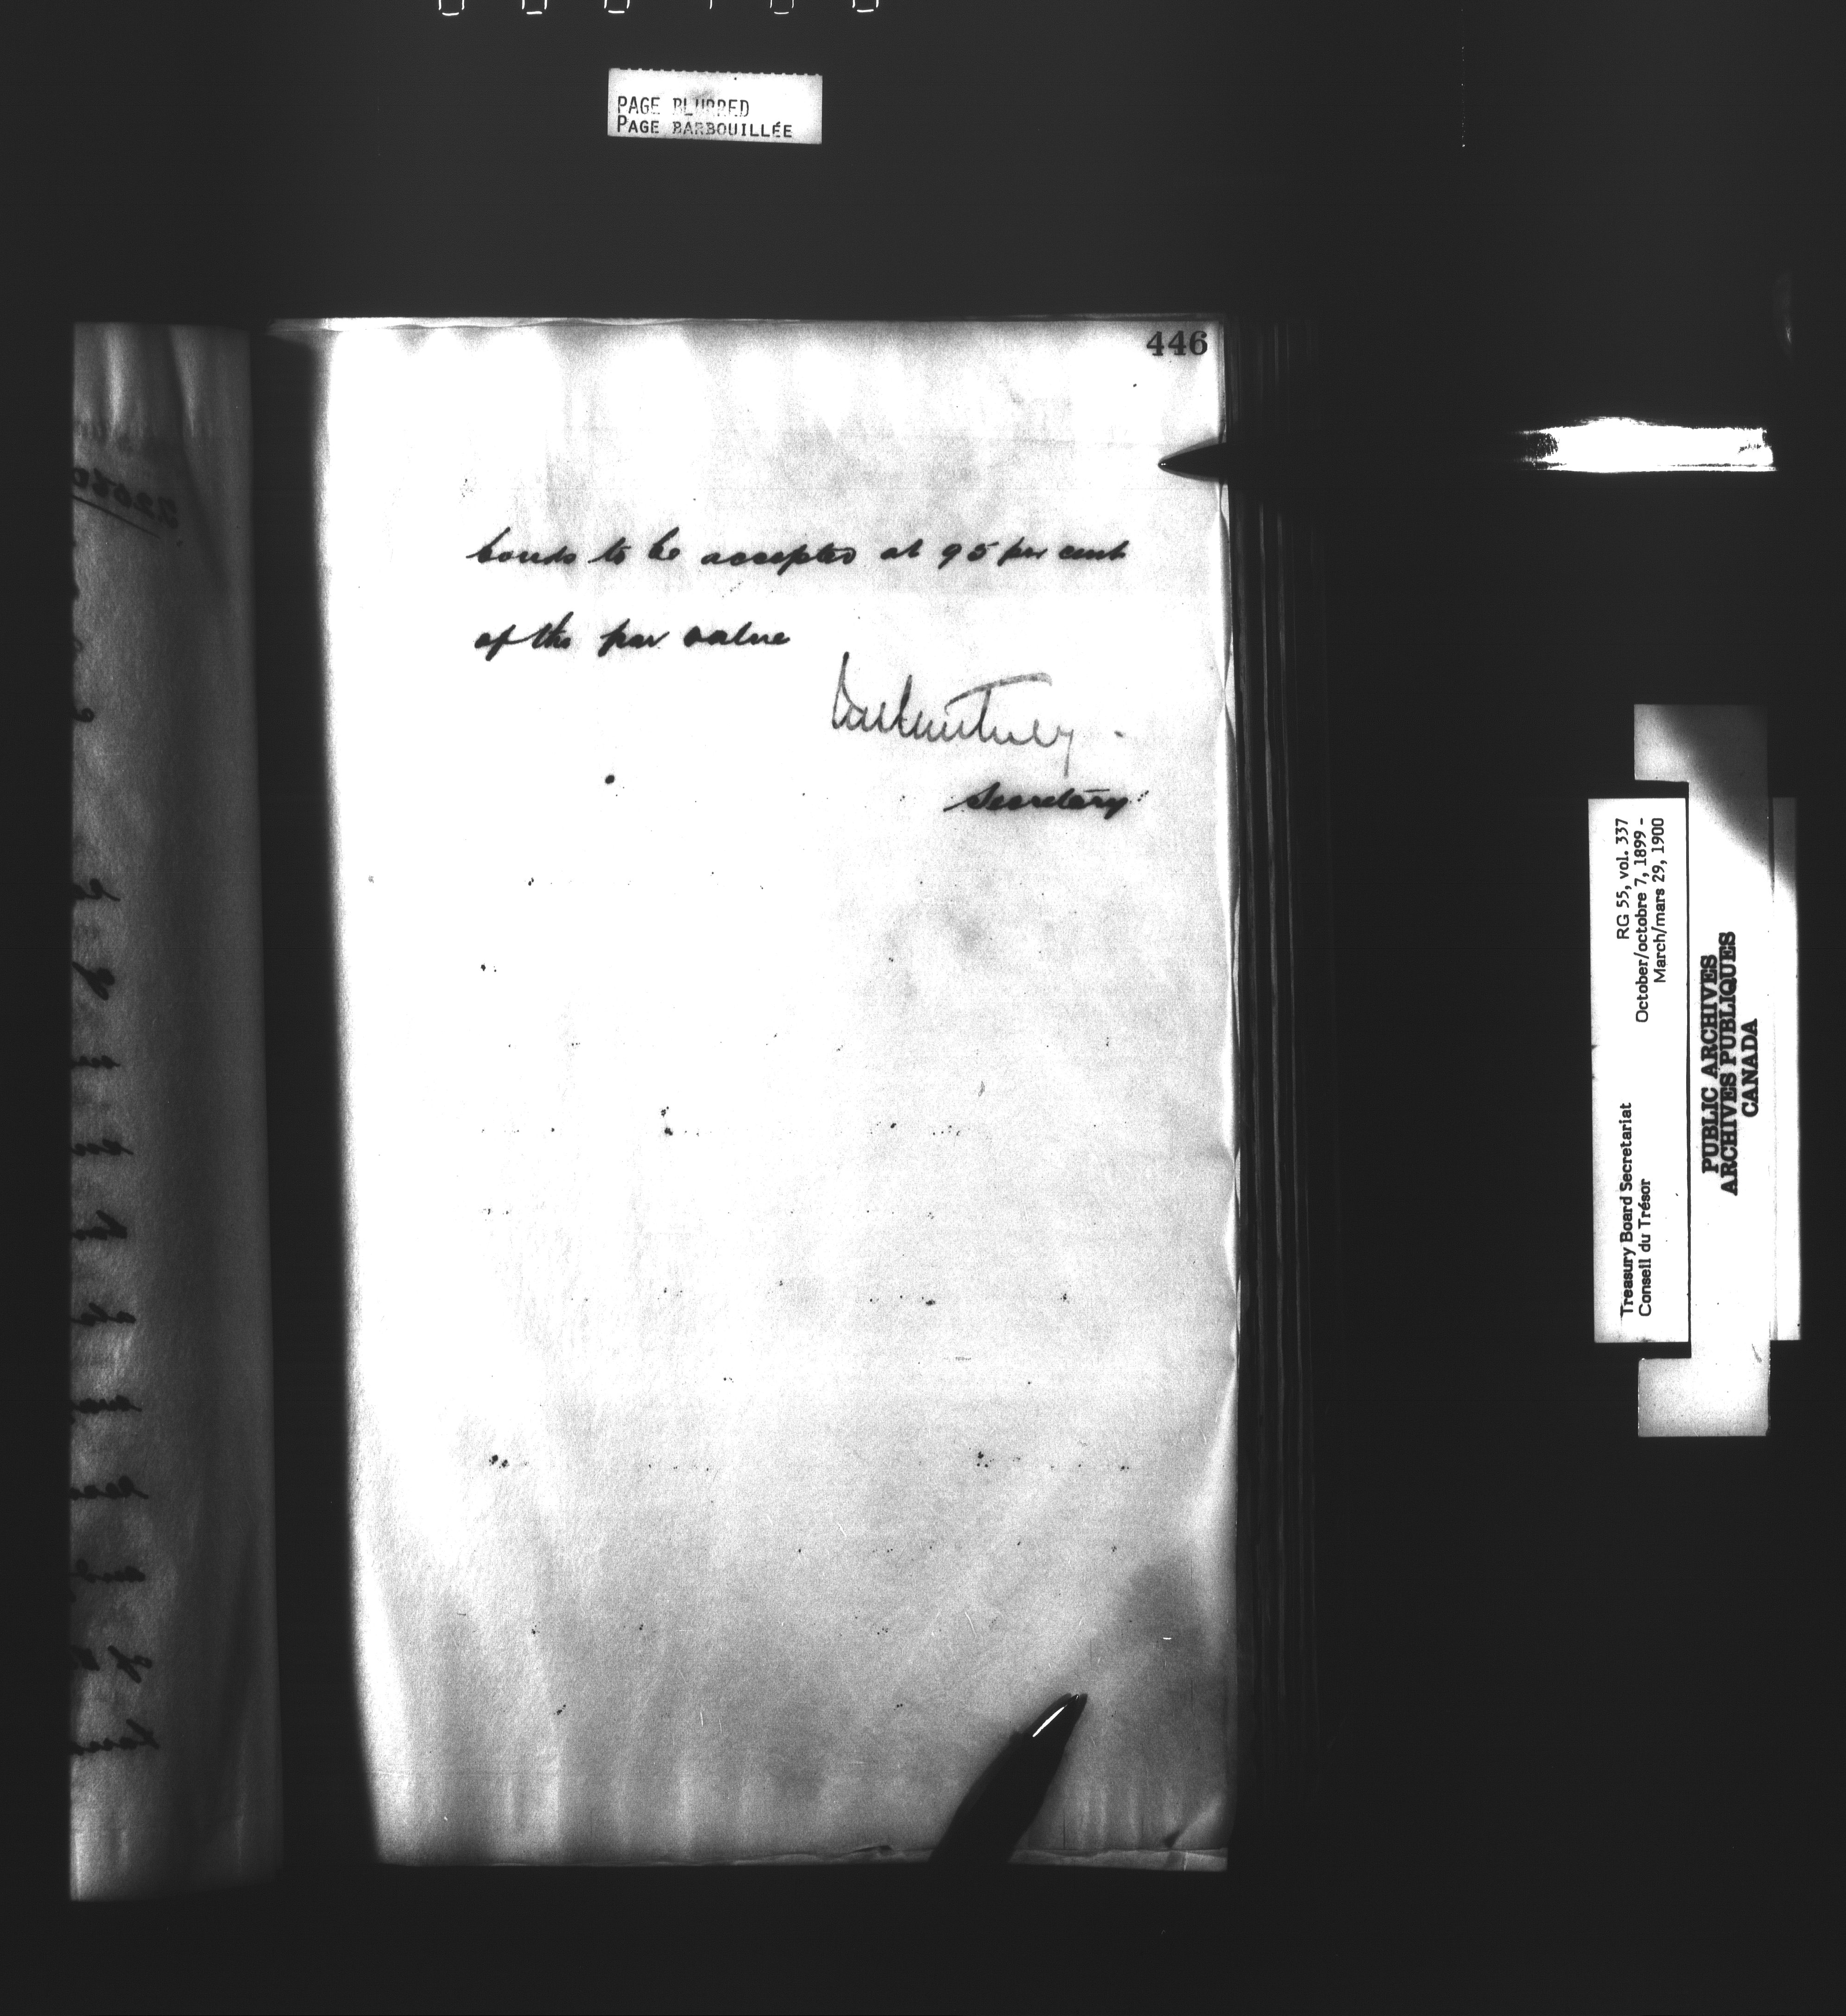 PAGE BLURRED
PAGE BARBOUILLÉE
446
bonds to be accepted at 95 per cent
of the par value
Secretary
RG 55, vol. 337
October/octobre 7, 1899 -
March/mars 29, 1900
Treasury Board Secretariat
Conseil du Trésor
PUBLIC ARCHIVES
ARCHIVES PUBLIQUES
CANADA